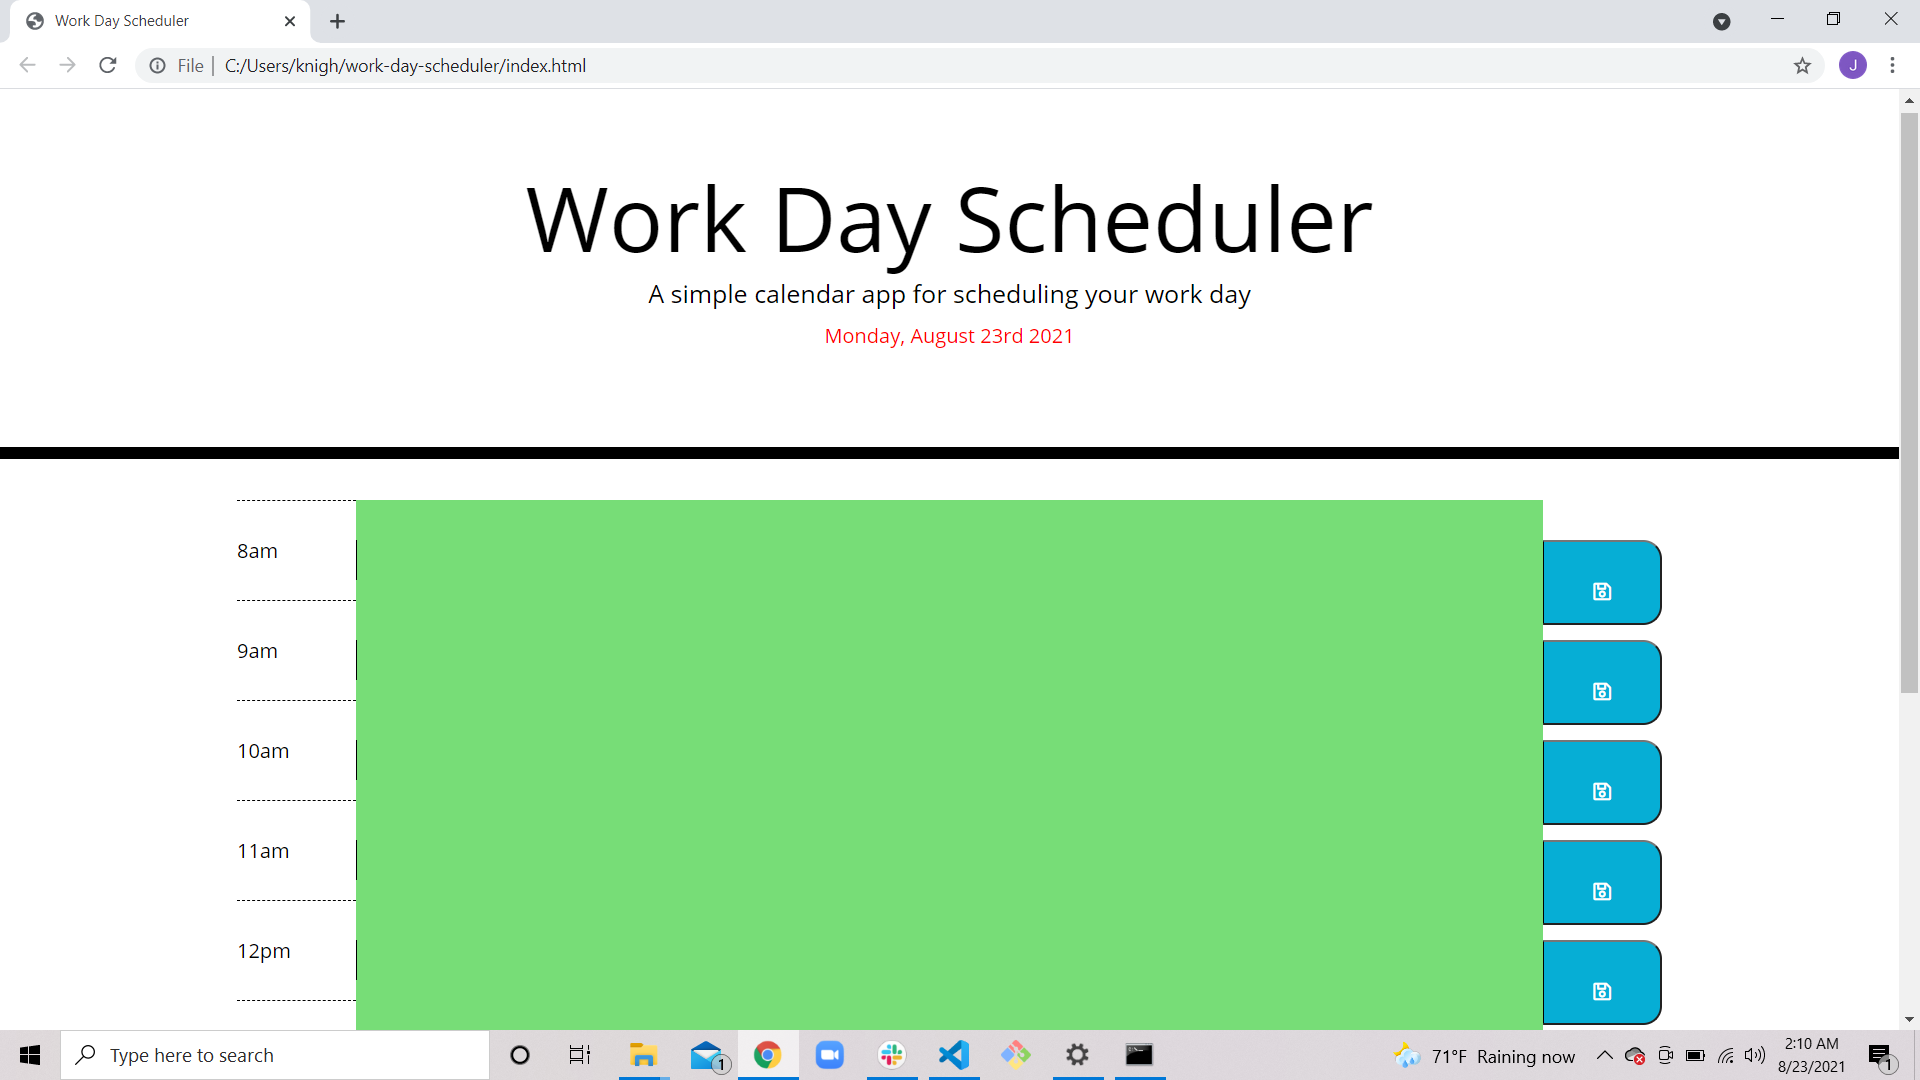 Work Day Scheduler
File | C:/Users/knigh/work-day-scheduler/index.html
J
Work Day Scheduler
A simple calendar app for scheduling your work day
Monday, August 23rd 2021
8am
9am
10am
11am
12pm
Type here to search
1
71°F Raining now
2:10 AM
8/23/2021
1